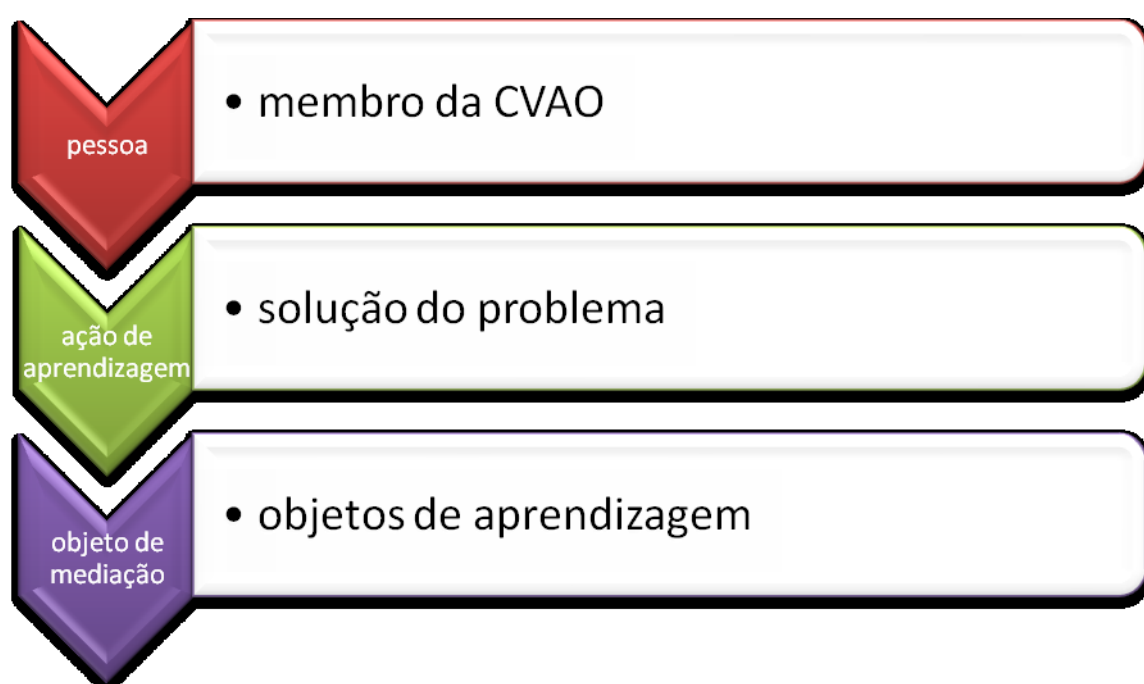 pessoa
• membro da CVAO
ação de
aprendizagem
• solução do problema
objeto de
mediação
• objetos de aprendizagem